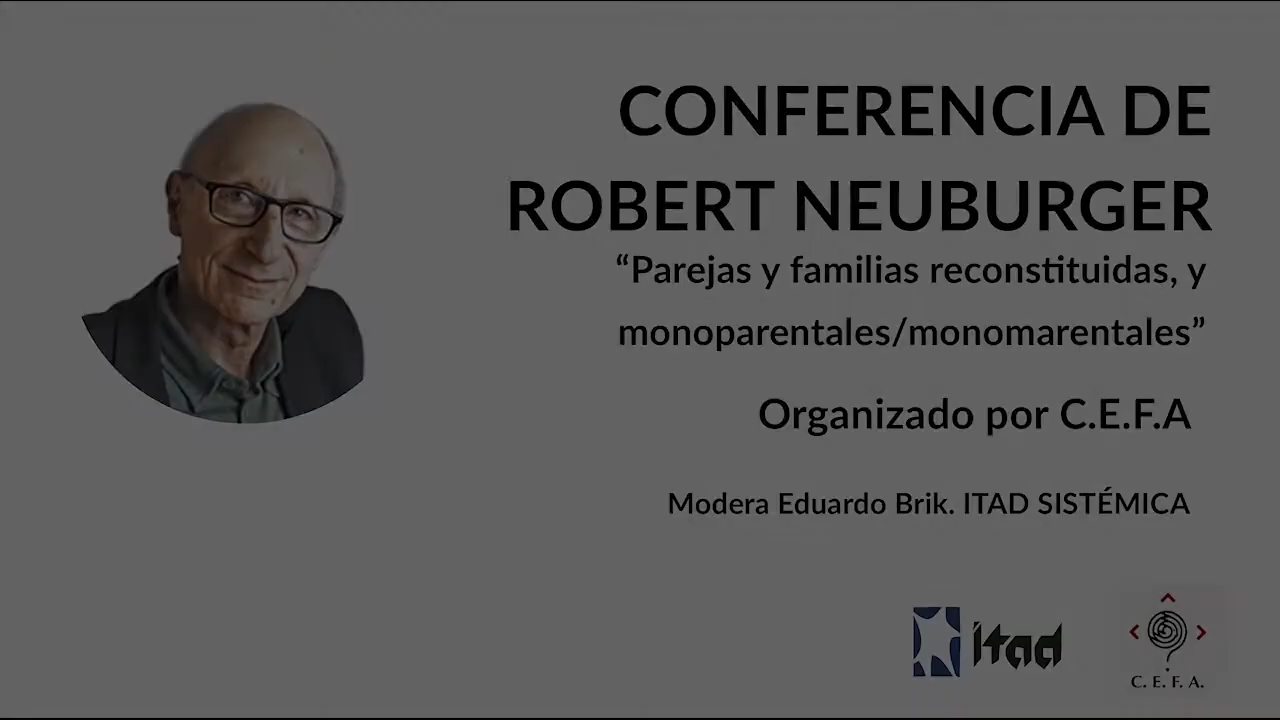 CONFERENCIA DE
ROBERT NEUBURGER
“Parejas y familias reconstituidas, y
monoparentales/monomarentales”
Organizado por C.E.F.A
Modera Eduardo Brik. ITAD SISTÉMICA
itad
C. E. F. A.